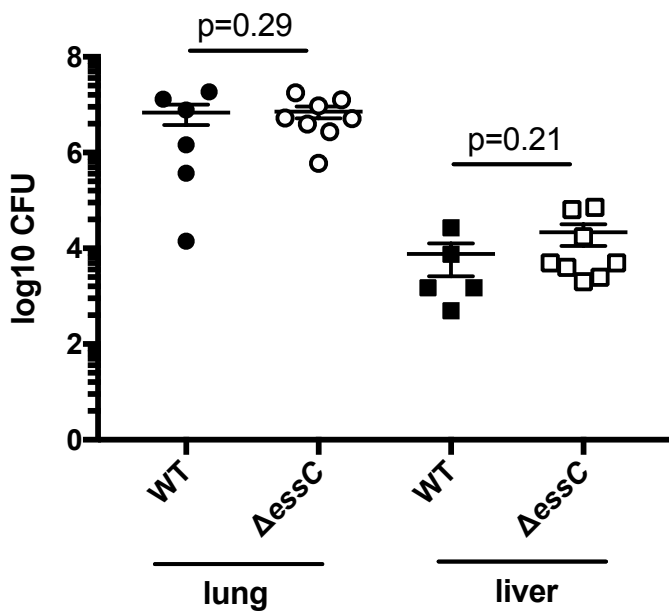 p=0.29
8
p=0.21
6
log10 CFU
4
2
0
WT
ΔessC
WT
ΔessC
lung
liver